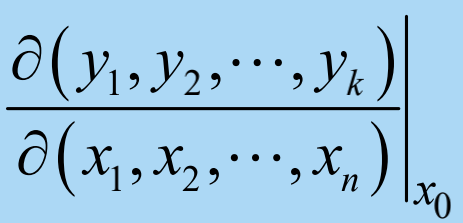 ∂(y₁, y₂, ⋯, yₖ)
∂(x₁, x₂, ⋯, xₙ)
x₀